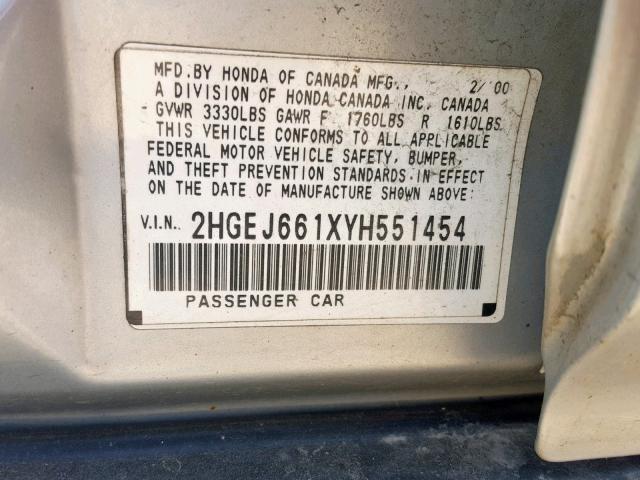 MFD.BY HONDA OF CANADA MFG., 2/ 00
A DIVISION OF HONDA CANADA INC. CANADA
GVWR 3330LBS GAWR F 1760LBS R 1610LBS
THIS VEHICLE CONFORMS TO ALL APPLICABLE
FEDERAL MOTOR VEHICLE SAFETY, BUMPER,
AND THEFT PREVENTION STANDARDS IN EFFECT
ON THE DATE OF MANUFACTURE SHOWN ABOVE:
V.I.N.: 2HGEJ661XYH551454
PASSENGER CAR